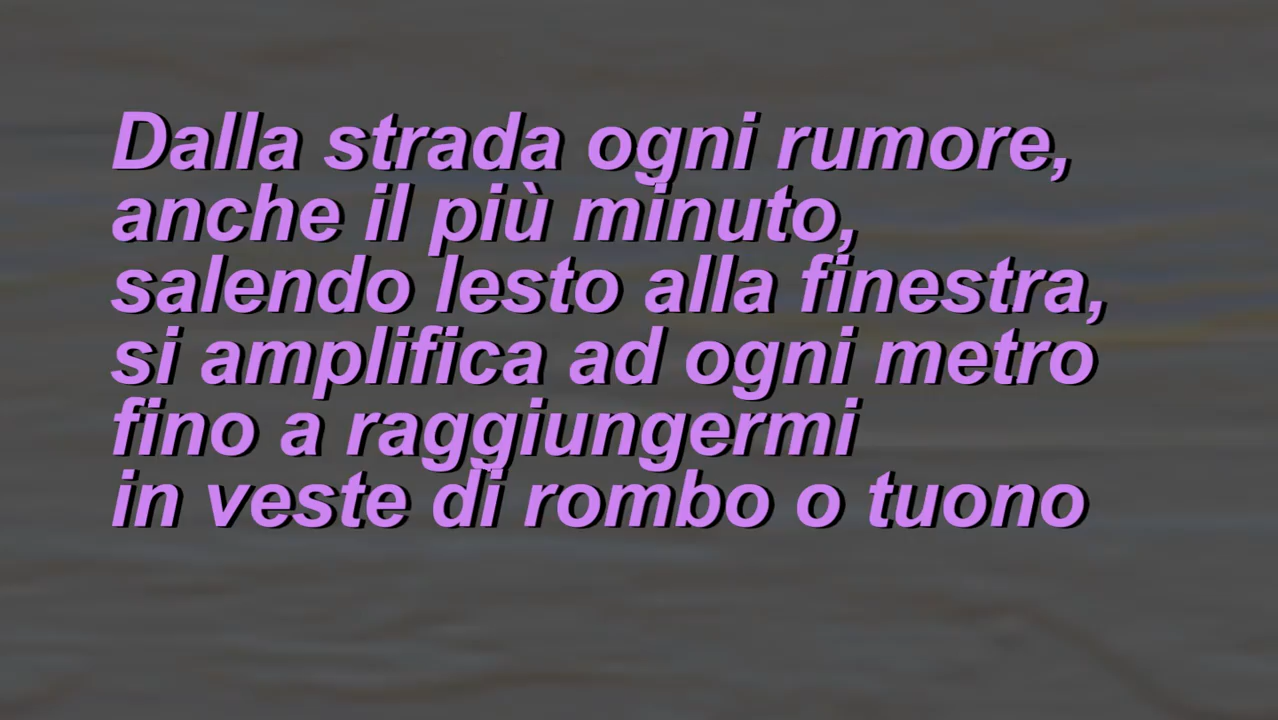 Dalla strada ogni rumore,
anche il più minuto,
salendo lesto alla finestra,
si amplifica ad ogni metro
fino a raggiungermi
in veste di rombo o tuono